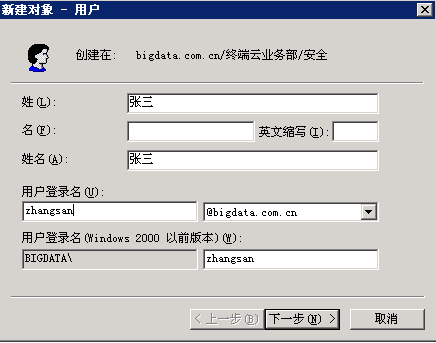 新建对象 - 用户
创建在: bigdata.com.cn/终端云业务部/安全
姓(L): 张三
名(F): 英文缩写(I):
姓名(A): 张三
用户登录名(U):
zhangsan @bigdata.com.cn
用户登录名(Windows 2000 以前版本)(W):
BIGDATA\ zhangsan
< 上一步(B) 下一步(N) > 取消